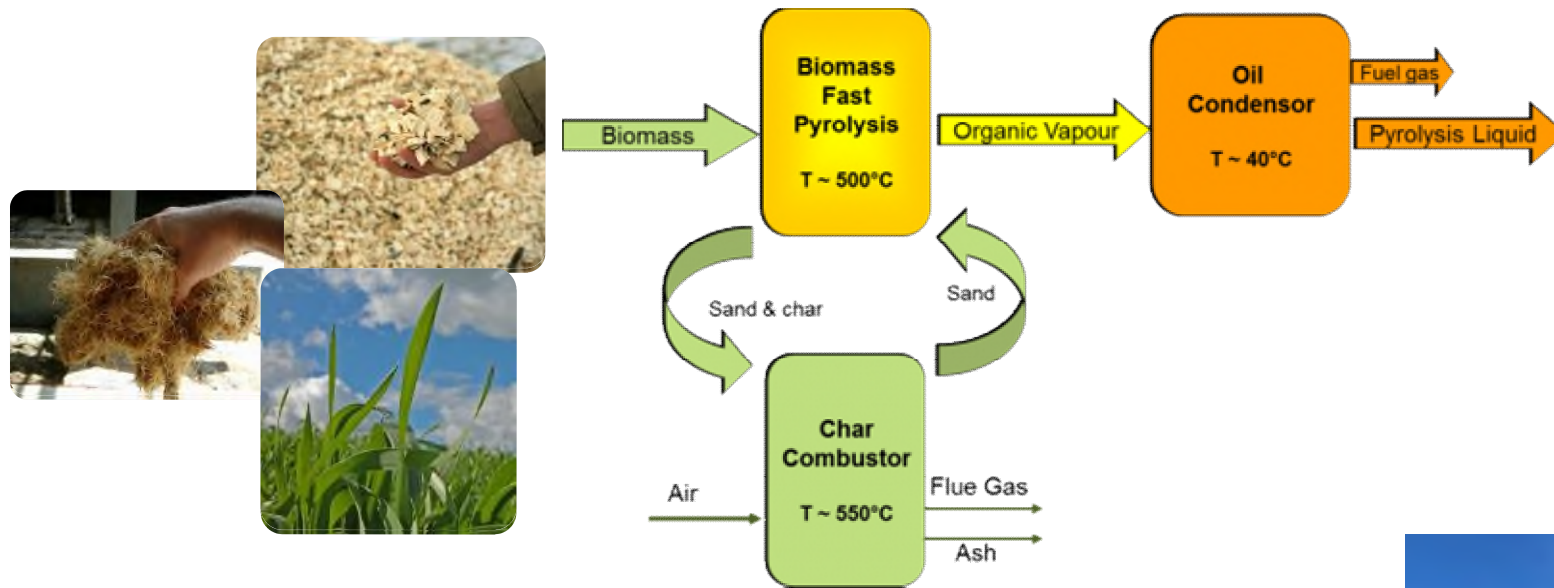 Biomass
Biomass
Fast
Pyrolysis
T ~ 500°C
Organic Vapour
Oil
Condensor
T ~ 40°C
Fuel gas
Pyrolysis Liquid
Sand & char
Sand
Char
Combustor
T ~ 550°C
Air
Flue Gas
Ash